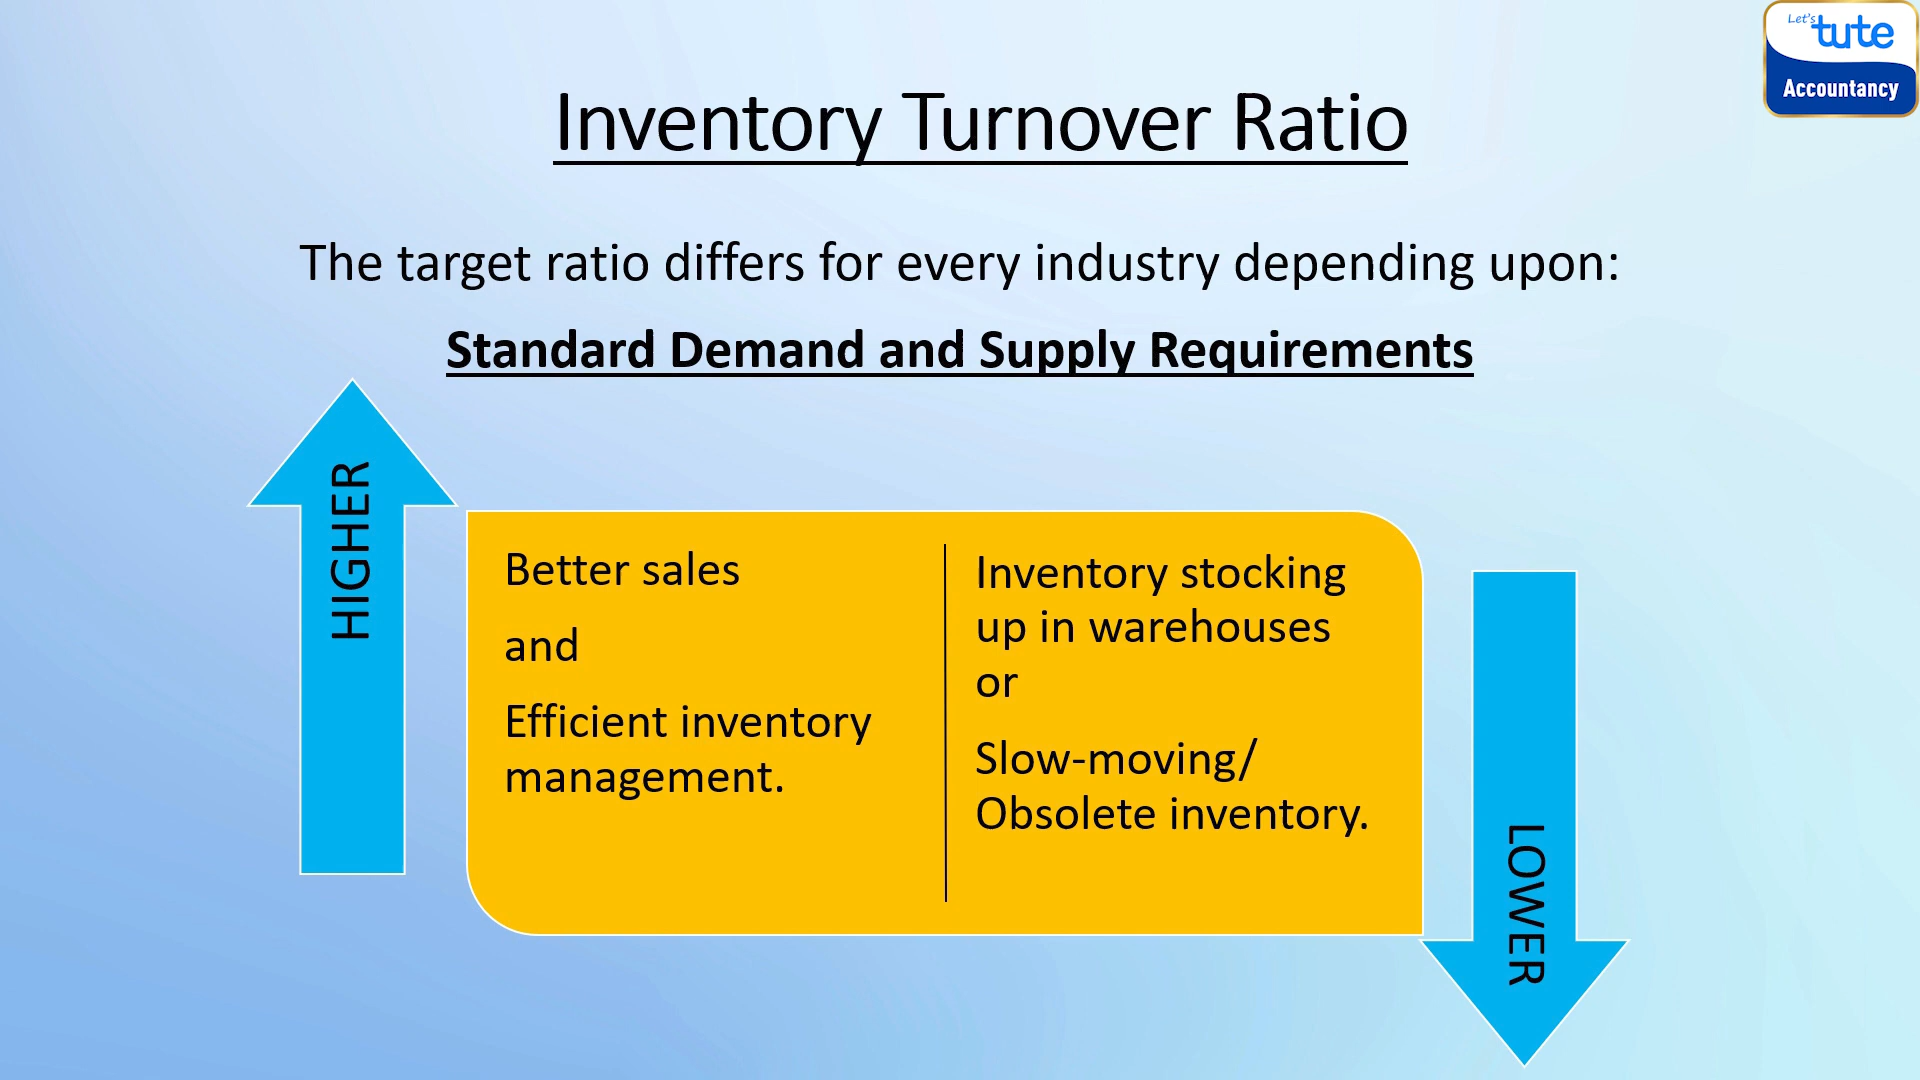 Let's
tute
Accountancy
Inventory Turnover Ratio
The target ratio differs for every industry depending upon:
Standard Demand and Supply Requirements
HIGHER
Better sales
and
Efficient inventory
management.
Inventory stocking
up in warehouses
or
Slow-moving/
Obsolete inventory.
LOWER